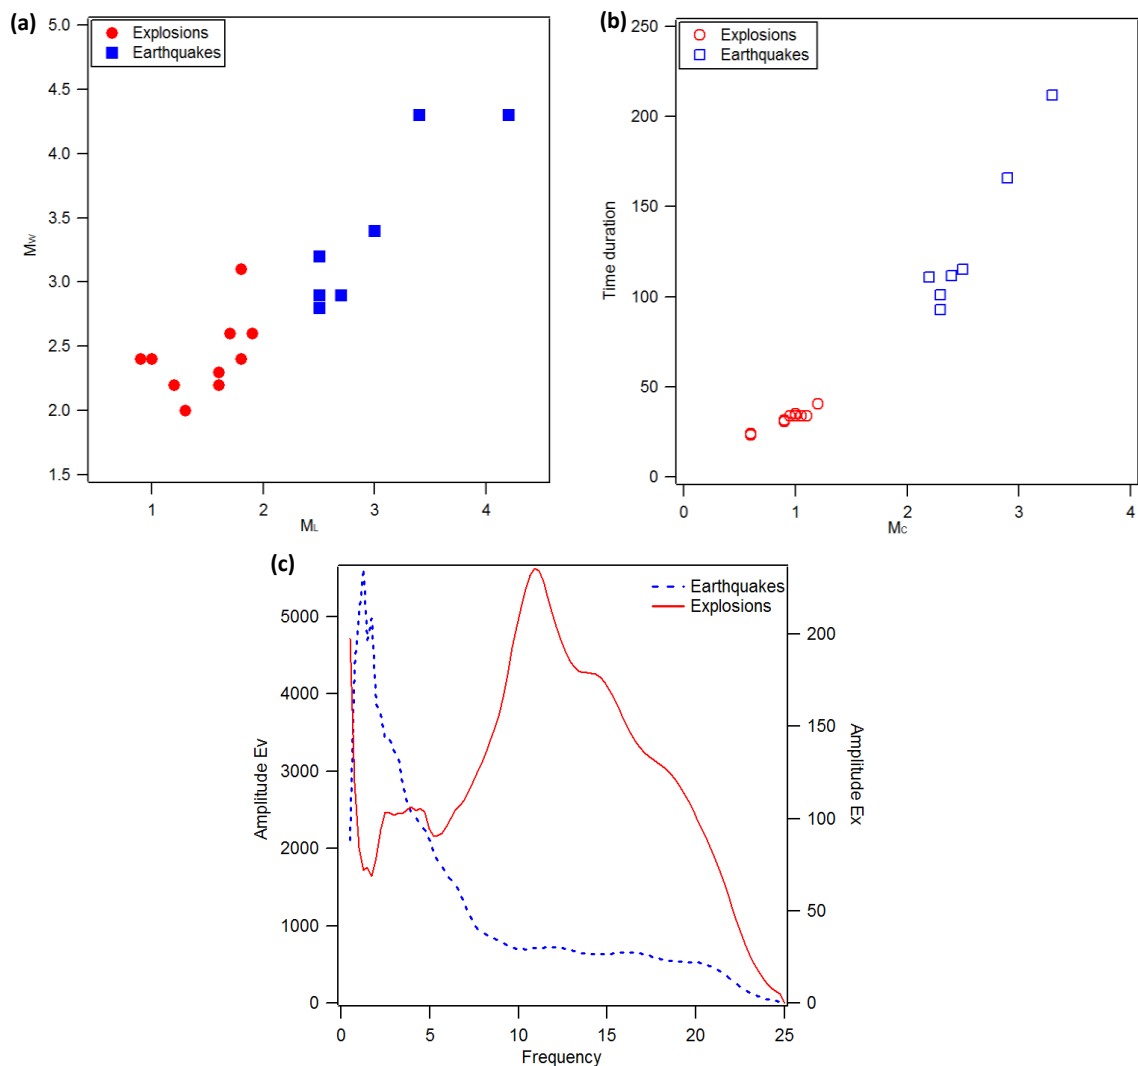 (a)
Explosions
Earthquakes
5.0
4.5
4.0
3.5
3.0
2.5
2.0
1.5
Mw
1 2 3 4
ML
(b)
Explosions
Earthquakes
250
200
150
100
50
0
Time duration
0 1 2 3 4
Mc
(c)
Earthquakes
Explosions
5000
4000
3000
2000
1000
0
Amplitude Ev
200
150
100
50
0
Amplitude Ex
0 5 10 15 20 25
Frequency